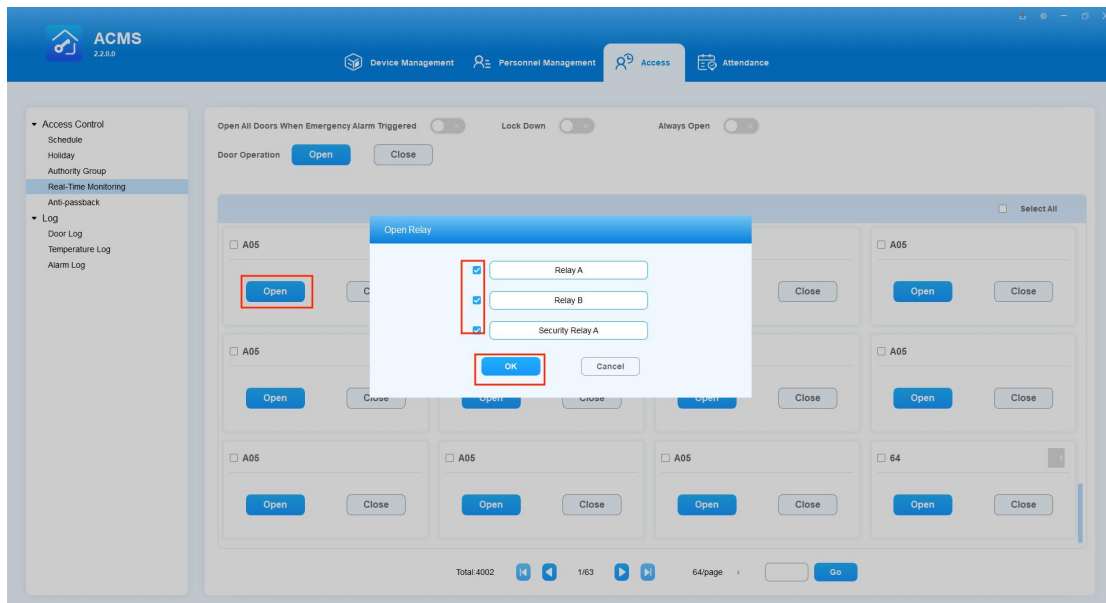 ACMS
2.2.0.0
Device Management
Personnel Management
Access
Attendance
Access Control
Schedule
Holiday
Authority Group
Real-Time Monitoring
Anti-passback
Log
Door Log
Temperature Log
Alarm Log
Open All Doors When Emergency Alarm Triggered Lock Down Always Open
Door Operation Open Close
Select All
Open Relay
Relay A
Relay B
Security Relay A
OK Cancel
A05 A05
Open Close Open Close
A05 A05
Open Close Open Close Open Close Open Close
A05 A05 A05 64
Open Close Open Close Open Close Open Close
Total:4002 1/63 64/page Go